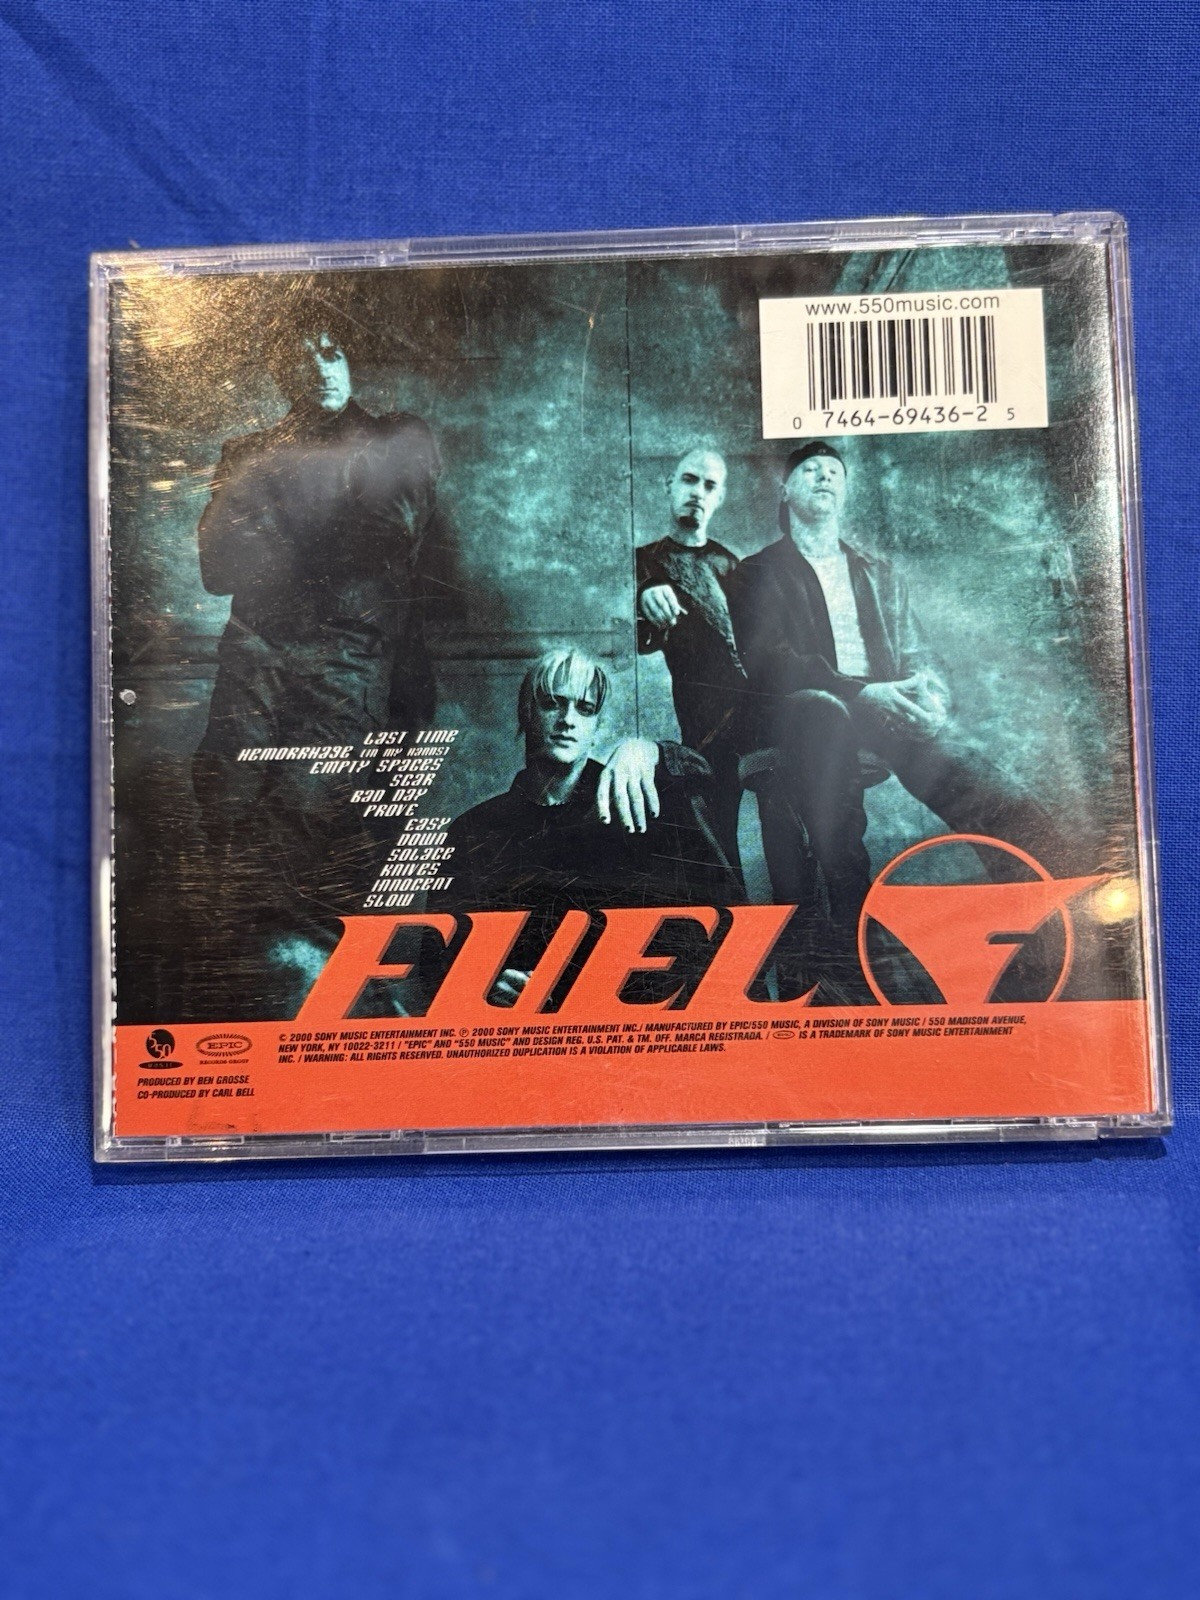 www.550music.com
0 7464-69436-2 5
LAST TIME
HEMORRHAGE (IN MY HANDS)
EMPTY SPACES
SCAR
BAD DAY
PROVE
EASY
DOWN
SOLACE
KNIVES
INNOCENT
SLOW
FUEL F
© 2000 SONY MUSIC ENTERTAINMENT INC. ℗ 2000 SONY MUSIC ENTERTAINMENT INC./ MANUFACTURED BY EPIC/550 MUSIC, A DIVISION OF SONY MUSIC / 550 MADISON AVENUE,
NEW YORK, NY 10022-3211 / "EPIC" AND "550 MUSIC" AND DESIGN REG. U.S. PAT. & TM. OFF. MARCA REGISTRADA. / IS A TRADEMARK OF SONY MUSIC ENTERTAINMENT
INC. / WARNING: ALL RIGHTS RESERVED. UNAUTHORIZED DUPLICATION IS A VIOLATION OF APPLICABLE LAWS.
550 MUSIC
EPIC
RECORDS GROUP
PRODUCED BY BEN GROSSE
CO-PRODUCED BY CARL BELL